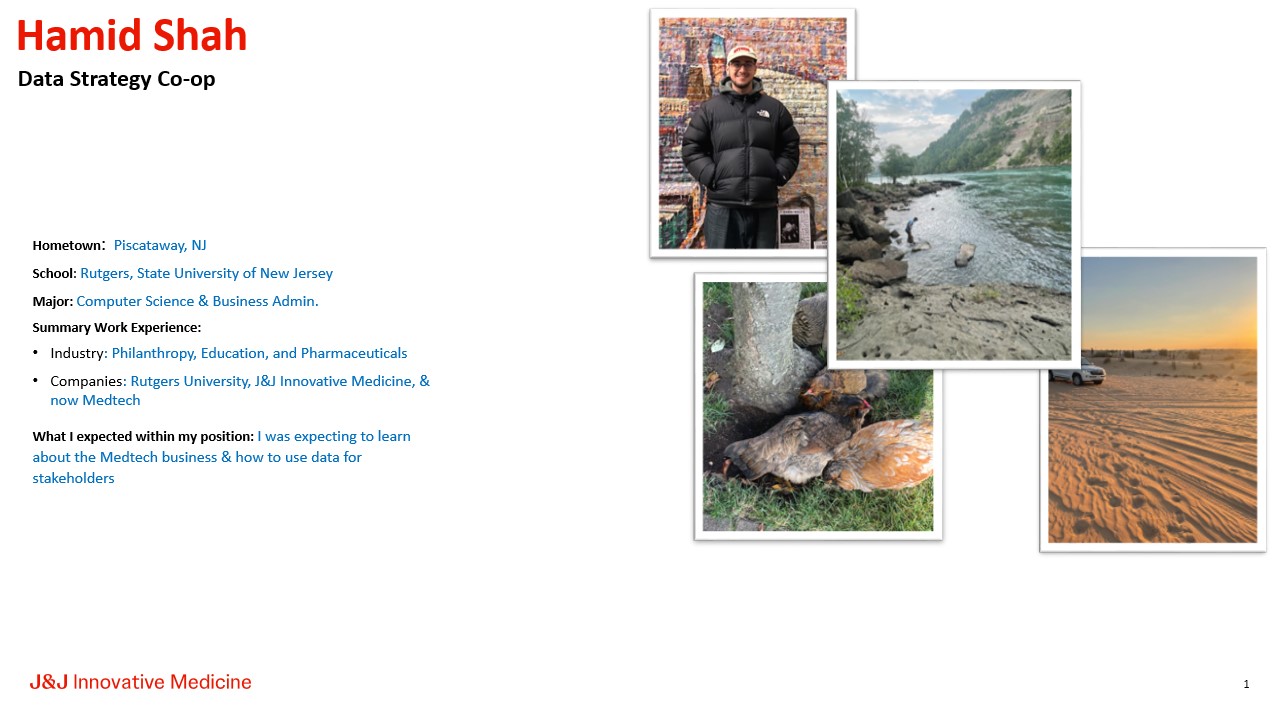 Hamid Shah
Data Strategy Co-op
Hometown: Piscataway, NJ
School: Rutgers, State University of New Jersey
Major: Computer Science & Business Admin.
Summary Work Experience:
• Industry: Philanthropy, Education, and Pharmaceuticals
• Companies: Rutgers University, J&J Innovative Medicine, &
now Medtech
What I expected within my position: I was expecting to learn
about the Medtech business & how to use data for
stakeholders
J&J Innovative Medicine
1